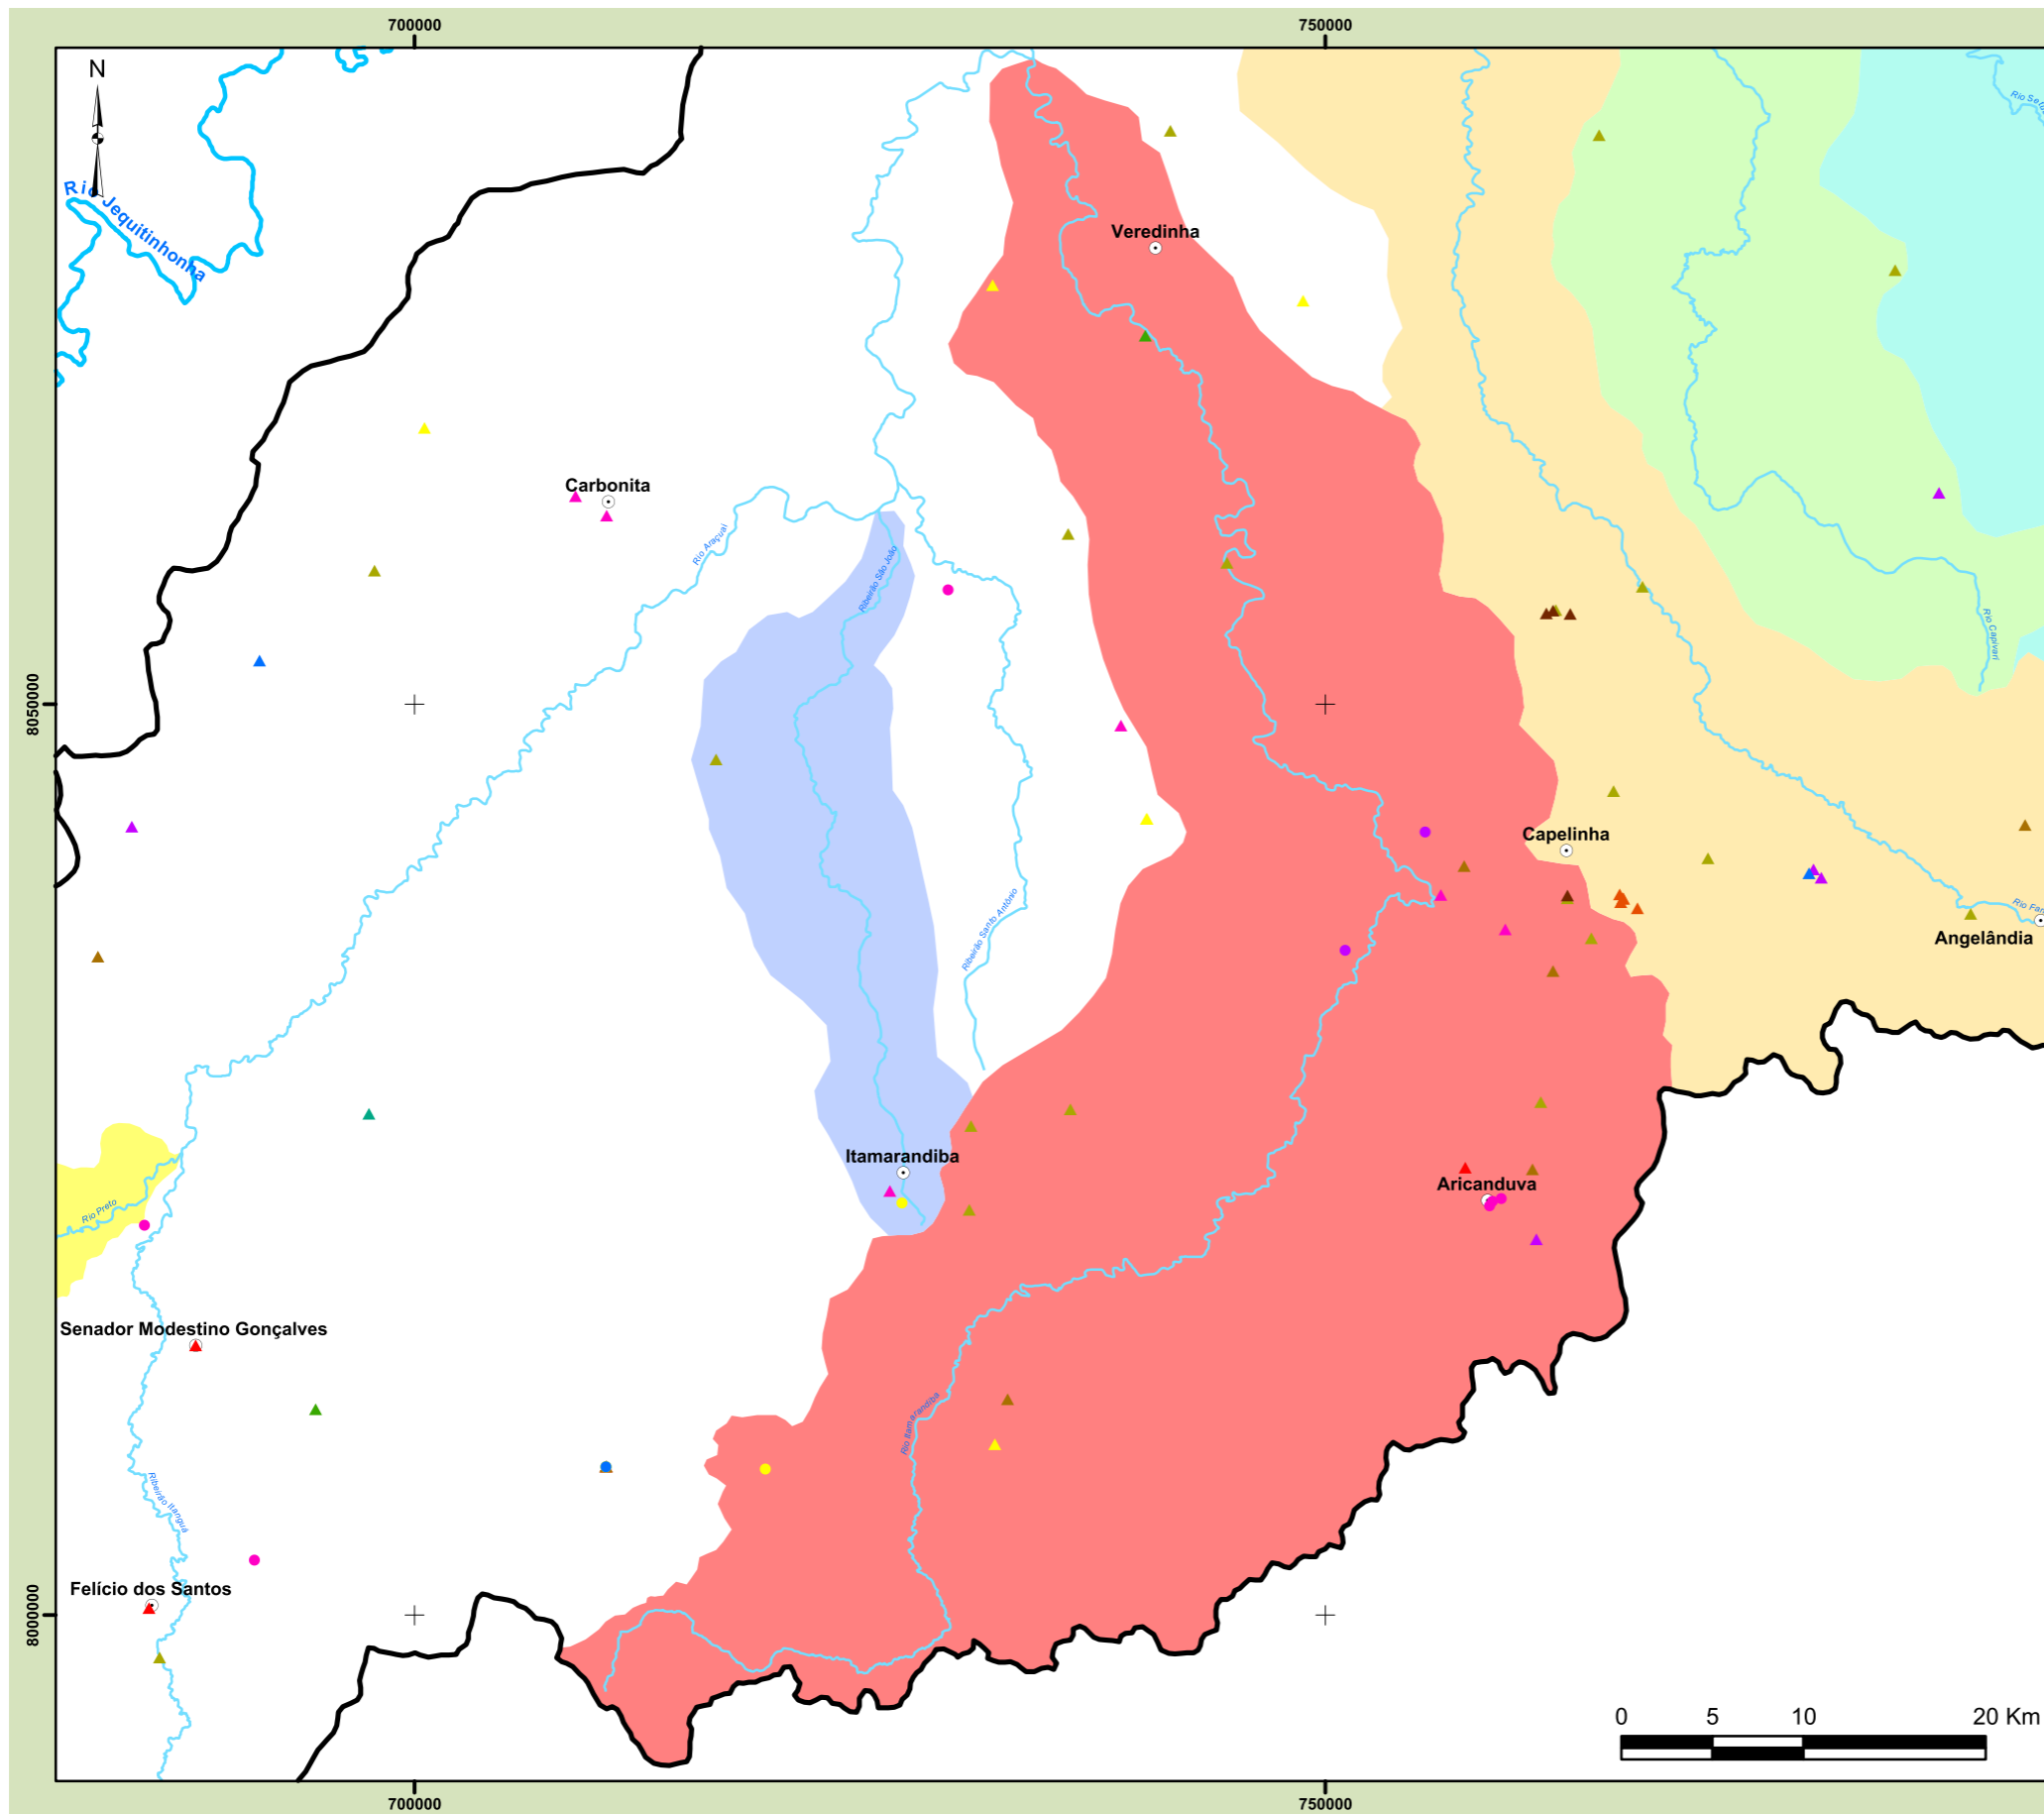 700000 750000
N
Rio Jequitinhonha
Veredinha
Carbonita
Rio Araçuaí
Ribeirão São João
Rio Capivari
8050000
Capelinha
Ribeirão Santo Antônio
Angelândia
Itamarandiba
Aricanduva
Rio Preto
Senador Modestino Gonçalves
Rio Itamarandiba
Ribeirão Itanguá
Felício dos Santos
8000000
0 5 10 20 Km
700000 750000